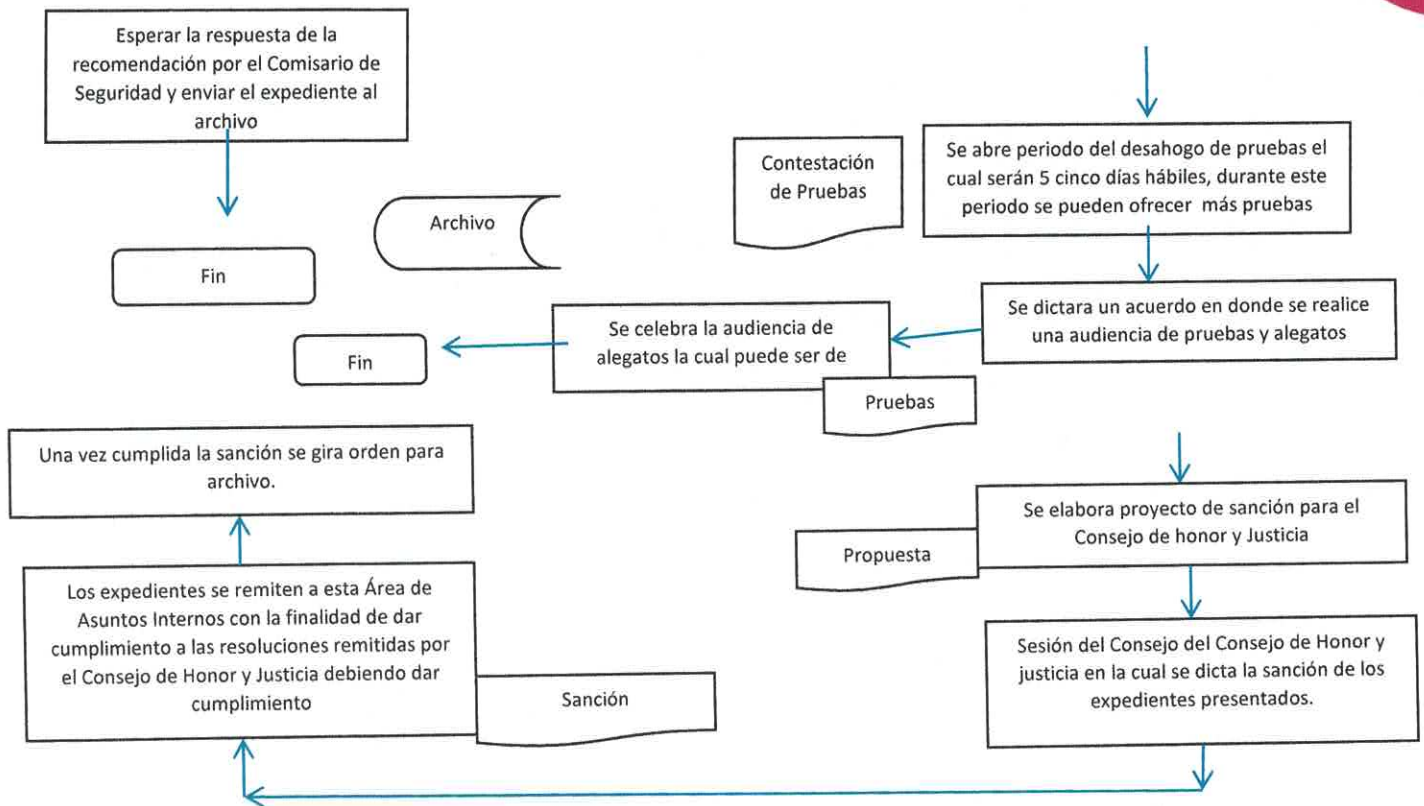 Esperar la respuesta de la
recomendación por el Comisario de
Seguridad y enviar el expediente al
archivo
Fin
Archivo
Contestación
de Pruebas
Se abre periodo del desahogo de pruebas el
cual serán 5 cinco días hábiles, durante este
periodo se pueden ofrecer más pruebas
Se dictara un acuerdo en donde se realice
una audiencia de pruebas y alegatos
Se celebra la audiencia de
alegatos la cual puede ser de
Pruebas
Fin
Una vez cumplida la sanción se gira orden para
archivo.
Se elabora proyecto de sanción para el
Consejo de honor y Justicia
Propuesta
Los expedientes se remiten a esta Área de
Asuntos Internos con la finalidad de dar
cumplimiento a las resoluciones remitidas por
el Consejo de Honor y Justicia debiendo dar
cumplimiento
Sanción
Sesión del Consejo del Consejo de Honor y
justicia en la cual se dicta la sanción de los
expedientes presentados.